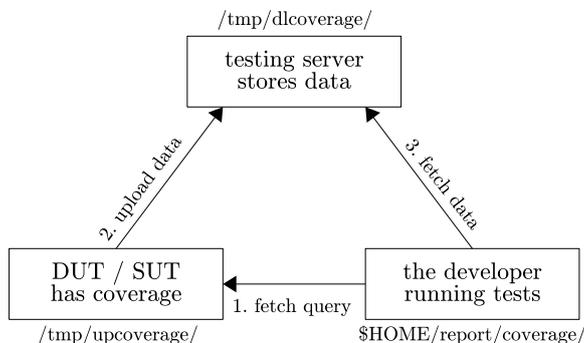 /tmp/dlcoverage/
testing server
stores data
2. upload data
3. fetch data
DUT / SUT
has coverage
the developer
running tests
1. fetch query
/tmp/upcoverage/
$HOME/report/coverage/